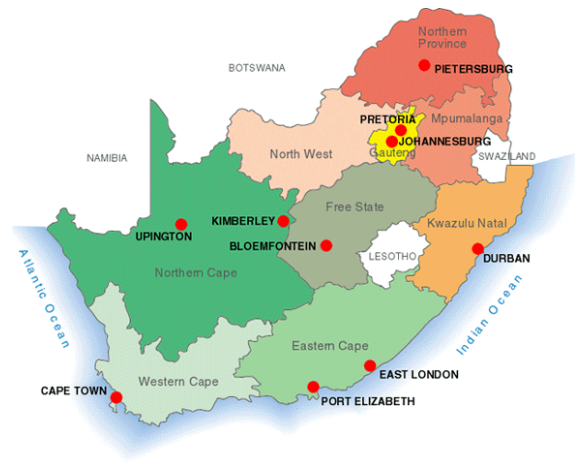 Northern
Province
PIETERSBURG
BOTSWANA
PRETORIA
Mpumalanga
JOHANNESBURG
Gauteng
North West
NAMIBIA
SWAZILAND
Free State
KIMBERLEY
Kwazulu Natal
UPINGTON
BLOEMFONTEIN
LESOTHO
DURBAN
Northern Cape
Atlantic Ocean
Indian Ocean
Eastern Cape
EAST LONDON
Western Cape
CAPE TOWN
PORT ELIZABETH